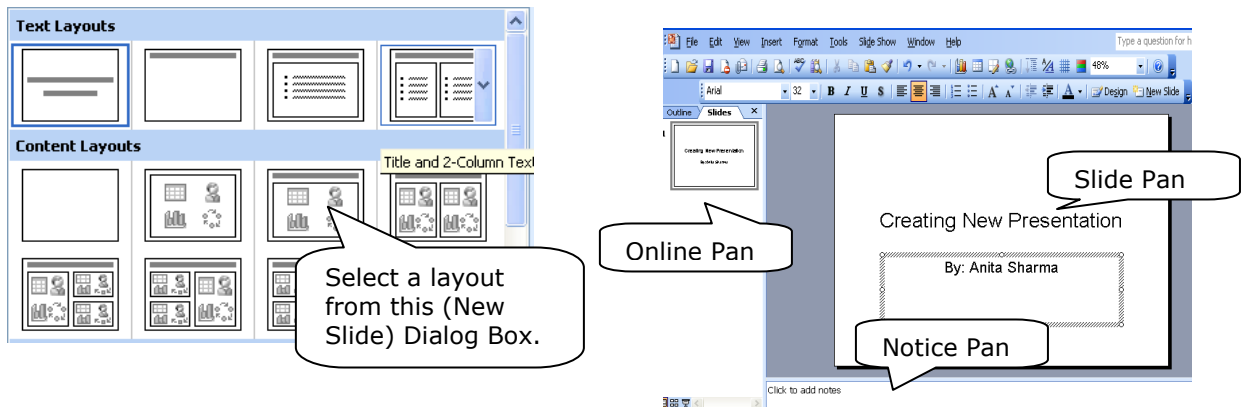 Text Layouts
Content Layouts
Title and 2-Column Text
Select a layout
from this (New
Slide) Dialog Box.
File Edit View Insert Format Tools Slide Show Window Help
Type a question for h
48%
Arial 32 B I U S A A A Design New Slide
Outline Slides ×
1
Creating New Presentation
By: Anita Sharma
Online Pan
Slide Pan
Creating New Presentation
By: Anita Sharma
Notice Pan
Click to add notes